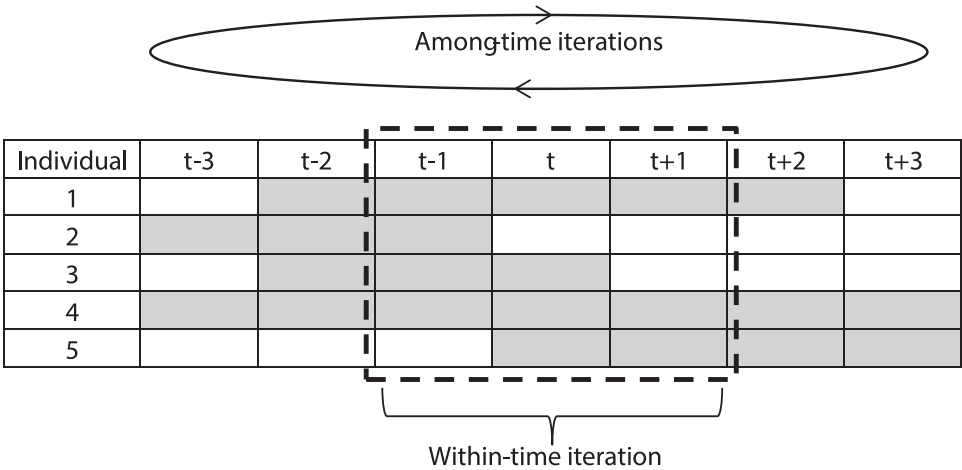 Among-time iterations
Individual t-3 t-2 t-1 t t+1 t+2 t+3
1
2
3
4
5
Within-time iteration